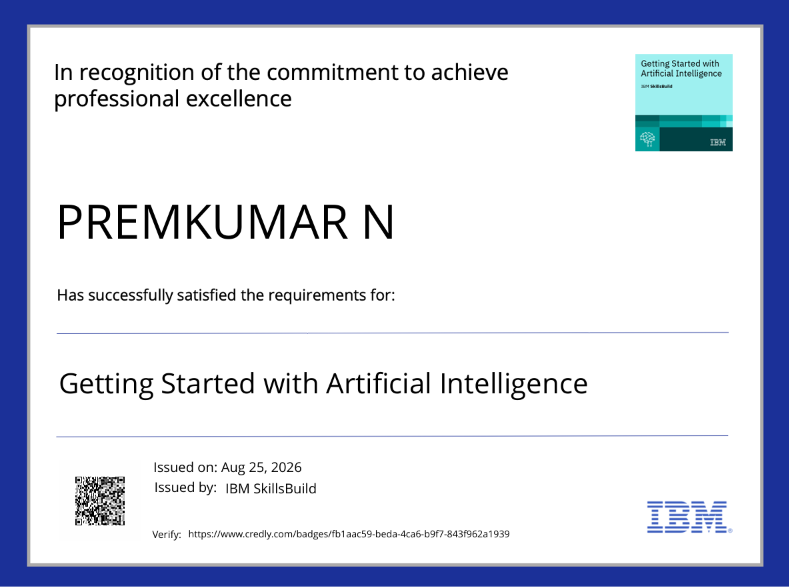 In recognition of the commitment to achieve
professional excellence
Getting Started with
Artificial Intelligence
IBM SkillsBuild
IBM
PREMKUMAR N
Has successfully satisfied the requirements for:
Getting Started with Artificial Intelligence
Issued on: Aug 25, 2026
Issued by: IBM SkillsBuild
Verify: https://www.credly.com/badges/fb1aac59-beda-4ca6-b9f7-843f962a1939
IBM®